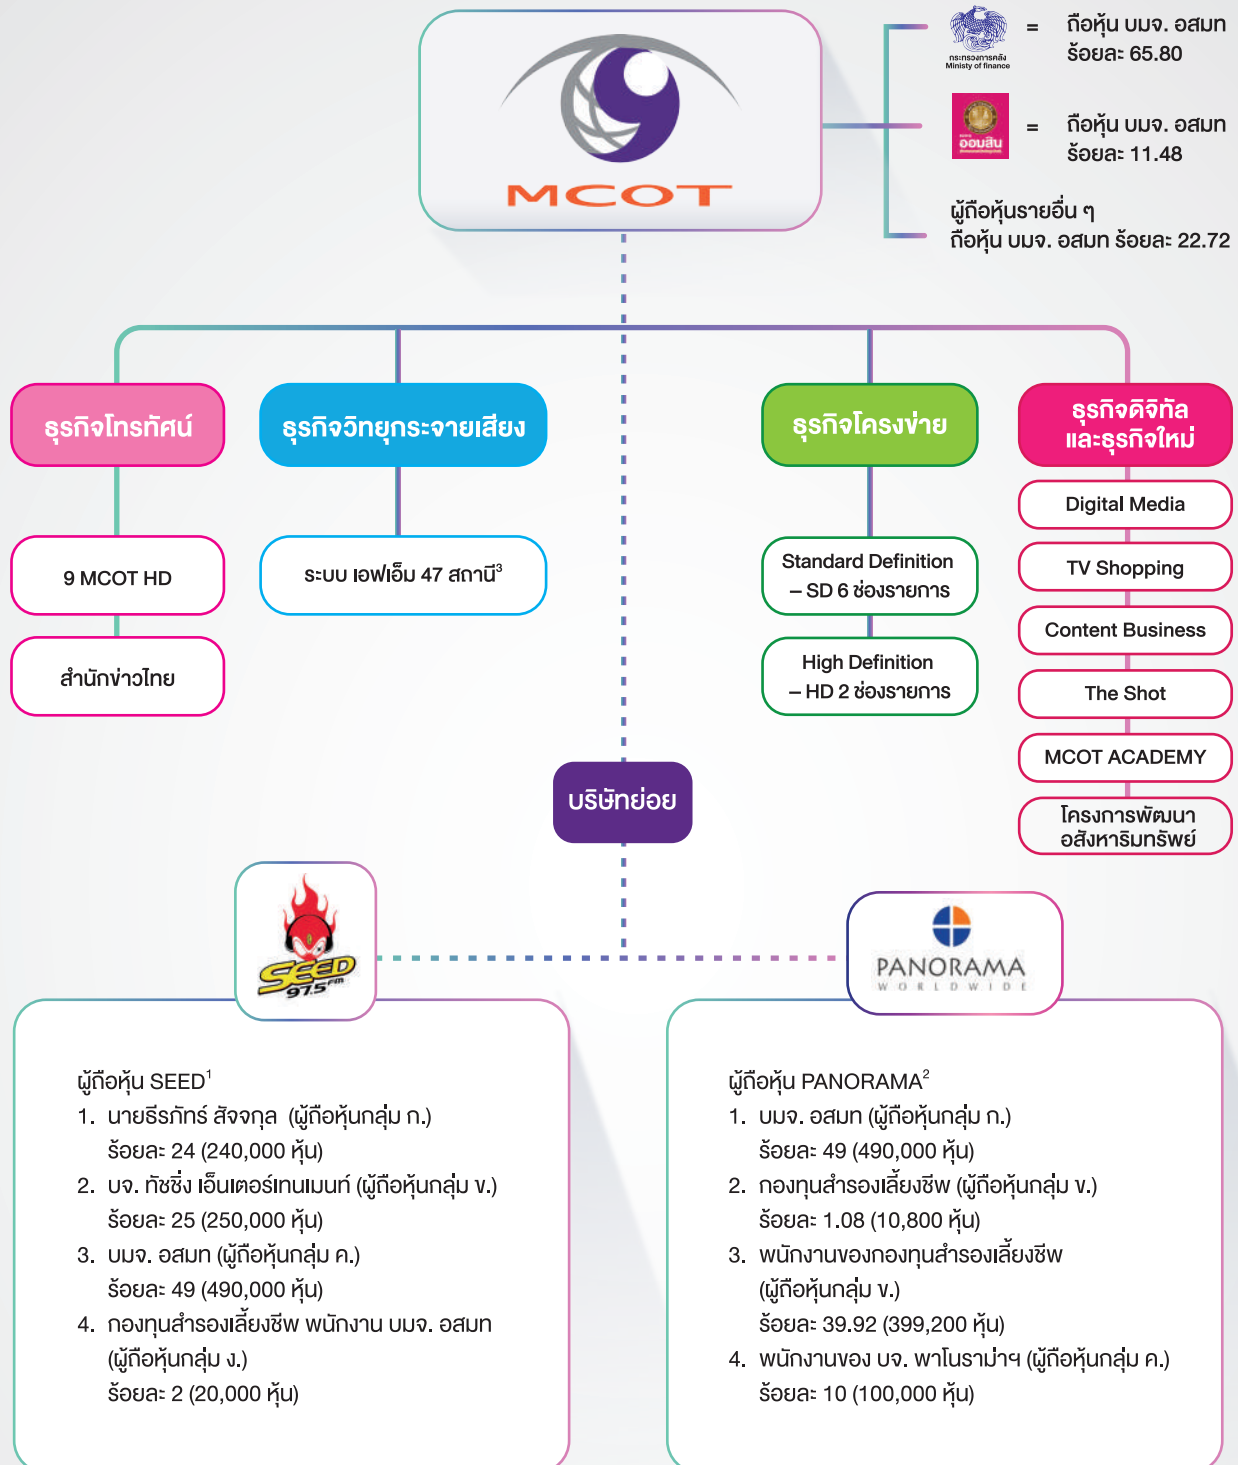 MCOT
กระทรวงการคลัง
Ministy of finance
= ถือหุ้น บมจ. อสมท
ร้อยละ 65.80
ออมสิน
= ถือหุ้น บมจ. อสมท
ร้อยละ 11.48
ผู้ถือหุ้นรายอื่น ๆ
ถือหุ้น บมจ. อสมท ร้อยละ 22.72
ธุรกิจโทรทัศน์
9 MCOT HD
สำนักข่าวไทย
ธุรกิจวิทยุกระจายเสียง
ระบบ เอฟเอ็ม 47 สถานี³
ธุรกิจโครงข่าย
Standard Definition
– SD 6 ช่องรายการ
High Definition
– HD 2 ช่องรายการ
ธุรกิจดิจิทัล
และธุรกิจใหม่
Digital Media
TV Shopping
Content Business
The Shot
MCOT ACADEMY
โครงการพัฒนา
อสังหาริมทรัพย์
บริษัทย่อย
SEED
97.5 FM
ผู้ถือหุ้น SEED¹
1. นายธีรภัทร์ สัจจกุล (ผู้ถือหุ้นกลุ่ม ก.)
ร้อยละ 24 (240,000 หุ้น)
2. บจ. ทัชชิ่ง เอ็นเตอร์เทนเมนท์ (ผู้ถือหุ้นกลุ่ม ข.)
ร้อยละ 25 (250,000 หุ้น)
3. บมจ. อสมท (ผู้ถือหุ้นกลุ่ม ค.)
ร้อยละ 49 (490,000 หุ้น)
4. กองทุนสำรองเลี้ยงชีพ พนักงาน บมจ. อสมท
(ผู้ถือหุ้นกลุ่ม ง.)
ร้อยละ 2 (20,000 หุ้น)
PANORAMA
WORLDWIDE
ผู้ถือหุ้น PANORAMA²
1. บมจ. อสมท (ผู้ถือหุ้นกลุ่ม ก.)
ร้อยละ 49 (490,000 หุ้น)
2. กองทุนสำรองเลี้ยงชีพ (ผู้ถือหุ้นกลุ่ม ข.)
ร้อยละ 1.08 (10,800 หุ้น)
3. พนักงานของกองทุนสำรองเลี้ยงชีพ
(ผู้ถือหุ้นกลุ่ม ข.)
ร้อยละ 39.92 (399,200 หุ้น)
4. พนักงานของ บจ. พาโนราม่าฯ (ผู้ถือหุ้นกลุ่ม ค.)
ร้อยละ 10 (100,000 หุ้น)